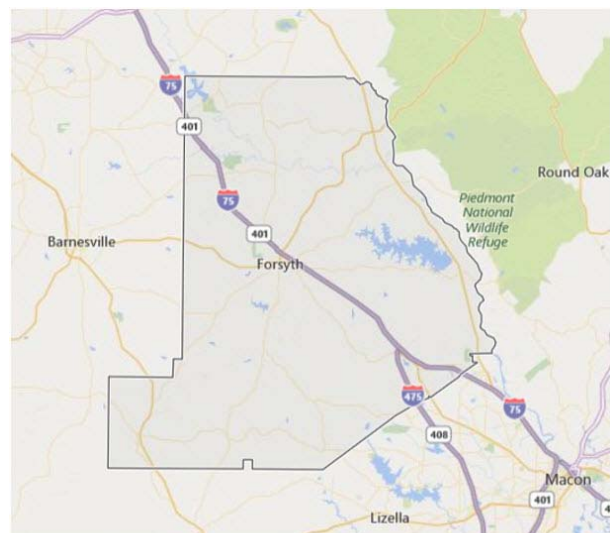 75
401
Round Oak
75
Piedmont
National
Wildlife
Refuge
401
Barnesville
Forsyth
475
75
408
Macon
401
Lizella